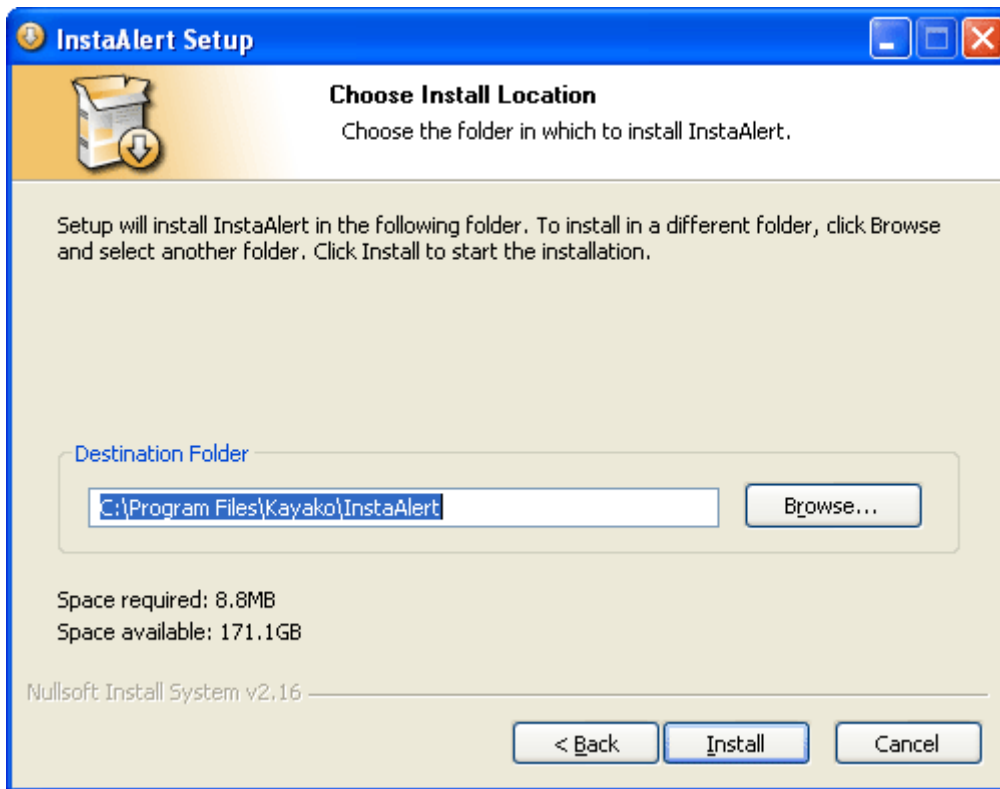 InstaAlert Setup
Choose Install Location
Choose the folder in which to install InstaAlert.
Setup will install InstaAlert in the following folder. To install in a different folder, click Browse
and select another folder. Click Install to start the installation.
Destination Folder
C:\Program Files\Kayako\InstaAlert
Browse...
Space required: 8.8MB
Space available: 171.1GB
Nullsoft Install System v2.16
< Back
Install
Cancel